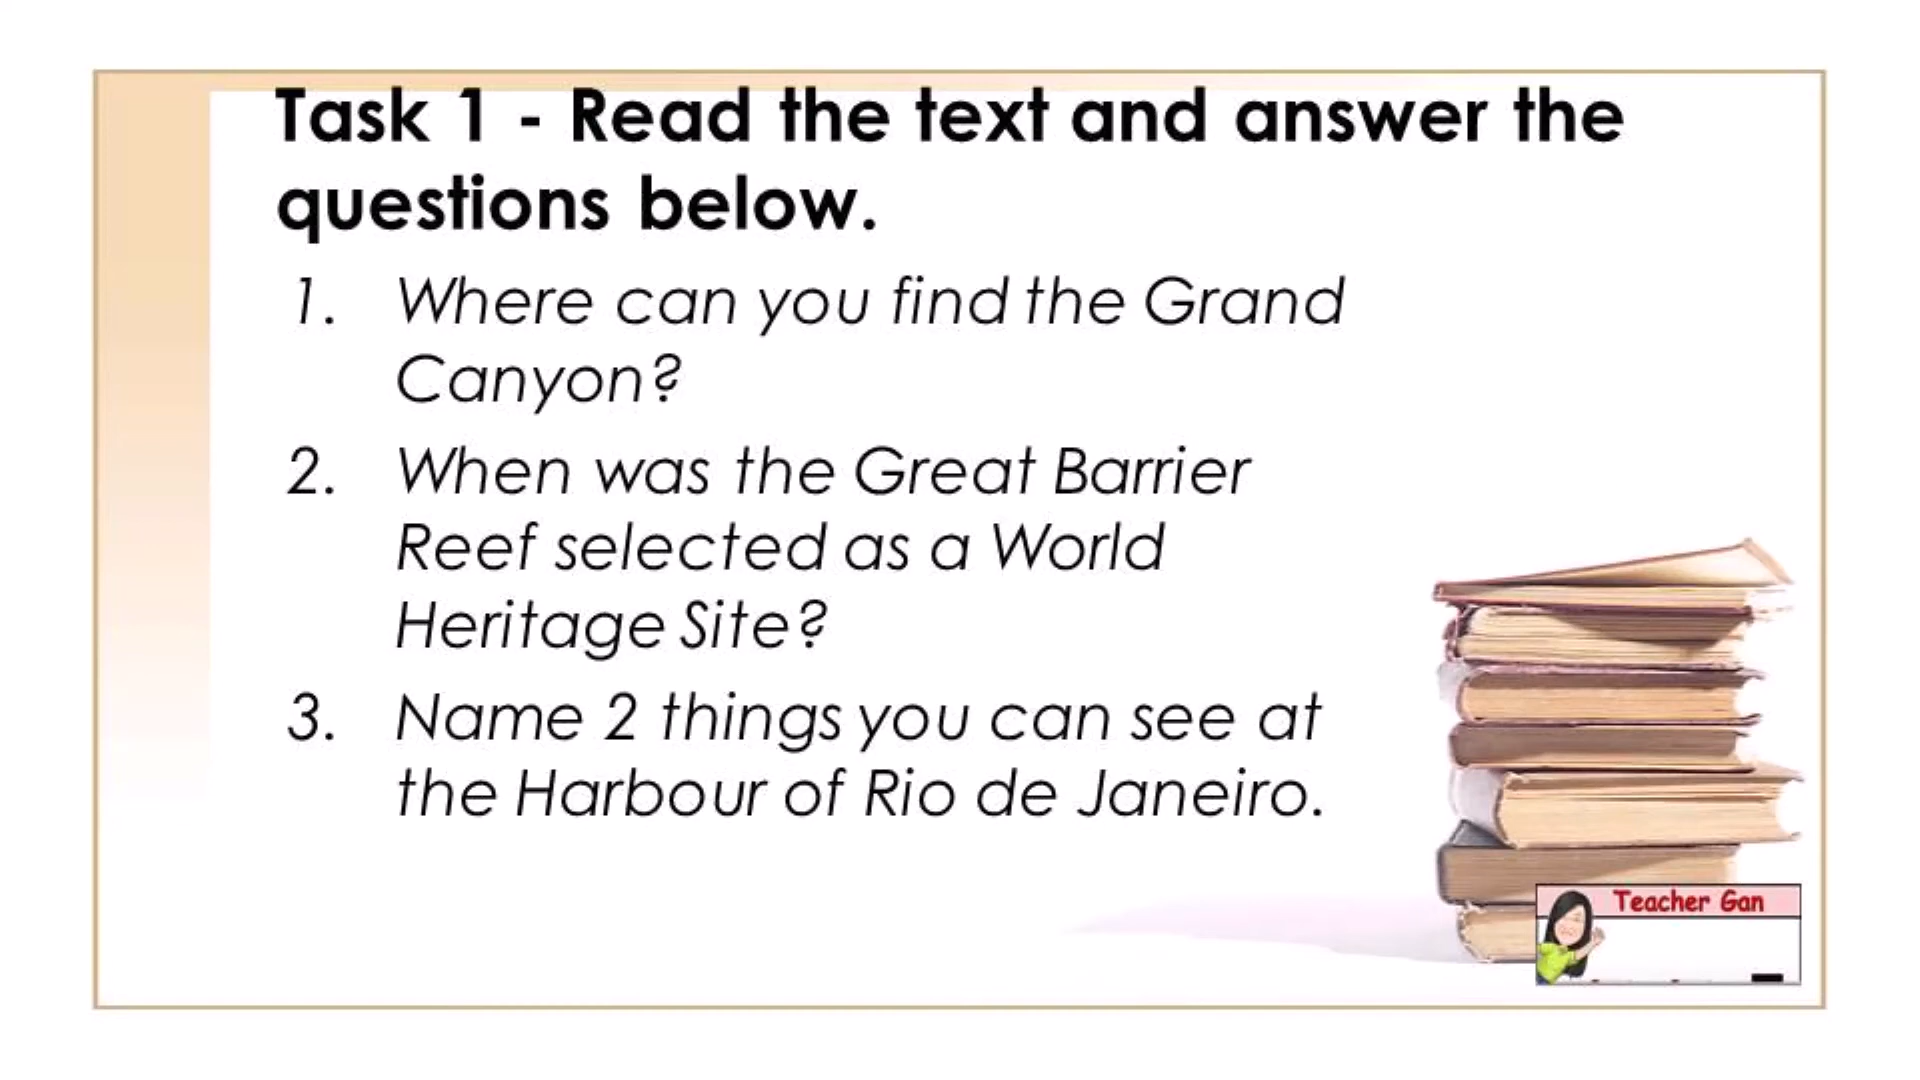 Task 1 - Read the text and answer the
questions below.
1. Where can you find the Grand
Canyon?
2. When was the Great Barrier
Reef selected as a World
Heritage Site?
3. Name 2 things you can see at
the Harbour of Rio de Janeiro.
Teacher Gan